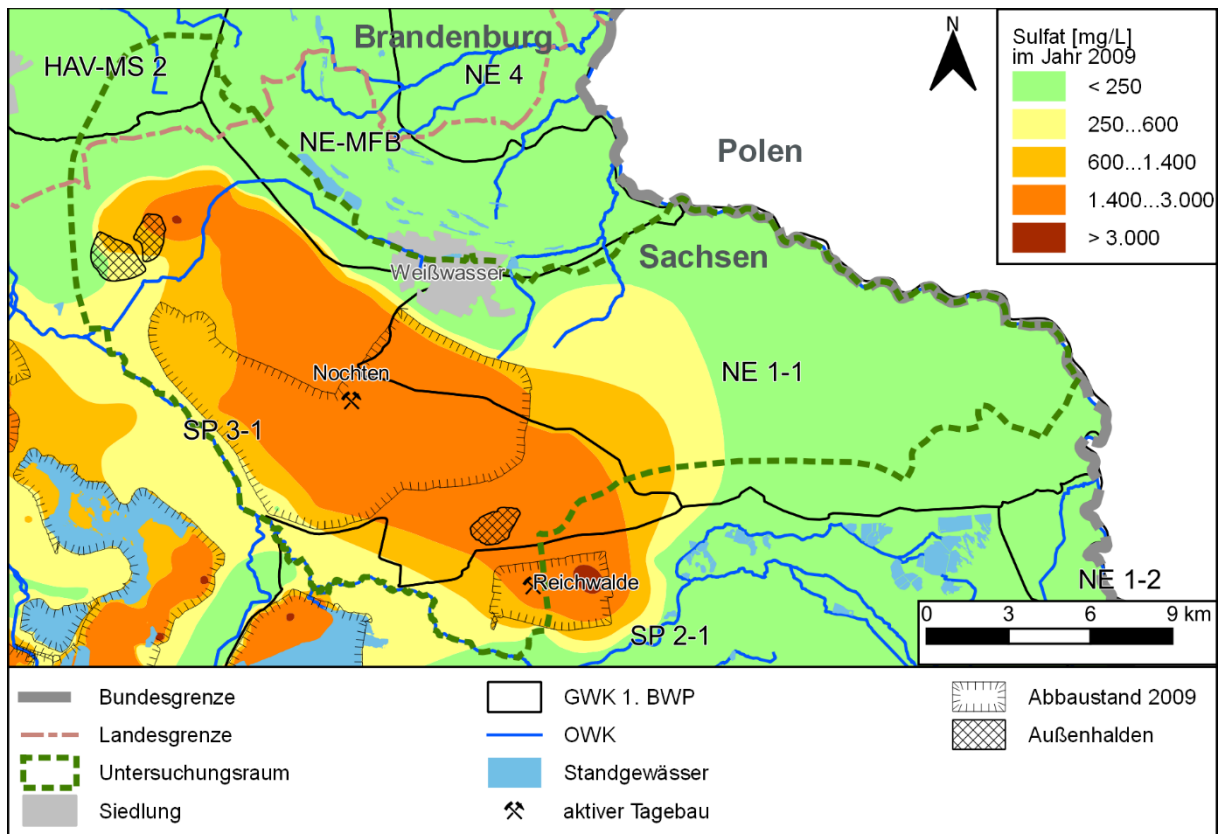 Brandenburg
HAV-MS 2
NE 4
NE-MFB
Polen
N
Sulfat [mg/L]
im Jahr 2009
< 250
250...600
600...1.400
1.400...3.000
> 3.000
Sachsen
Weißwasser
Nochten
NE 1-1
SP 3-1
Reichwalde
NE 1-2
SP 2-1
0 3 6 9 km
Bundesgrenze
Landesgrenze
Untersuchungsraum
Siedlung
GWK 1. BWP
OWK
Standgewässer
aktiver Tagebau
Abbaustand 2009
Außenhalden